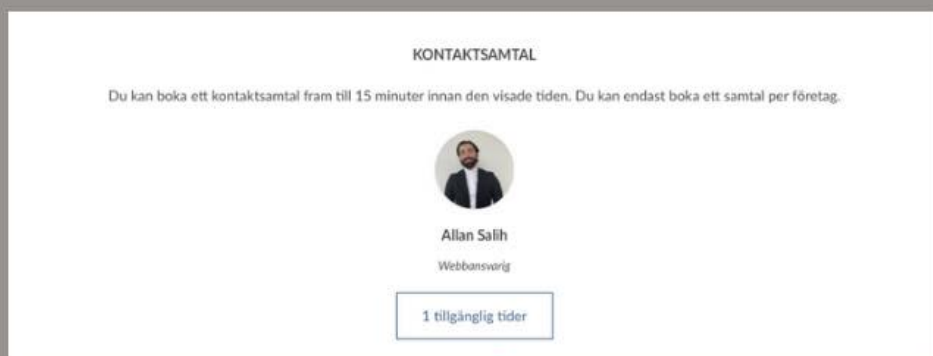 KONTAKTSAMTAL
Du kan boka ett kontaktsamtal fram till 15 minuter innan den visade tiden. Du kan endast boka ett samtal per företag.
Allan Salih
Webbansvarig
1 tillgänglig tider